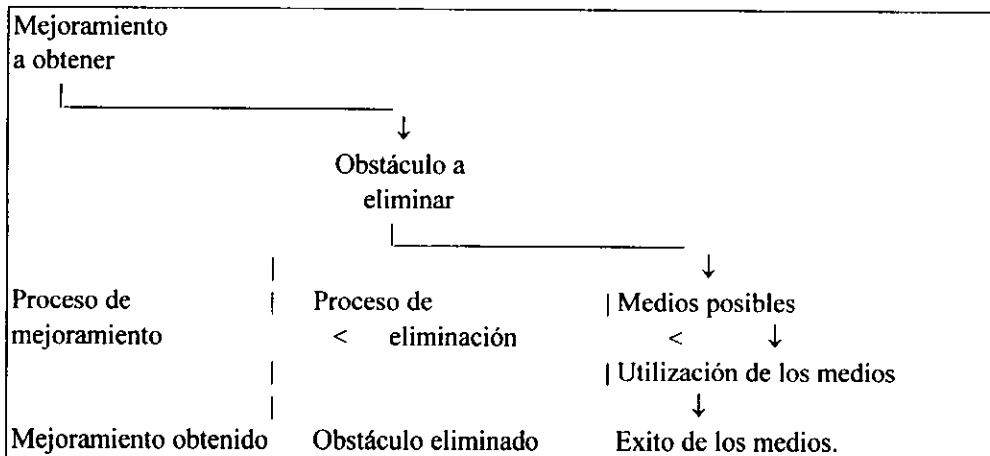 Mejoramiento
a obtener
Obstáculo a
eliminar
Proceso de Proceso de | Medios posibles
mejoramiento < eliminación <
| Utilización de los medios
Mejoramiento obtenido Obstáculo eliminado Exito de los medios.